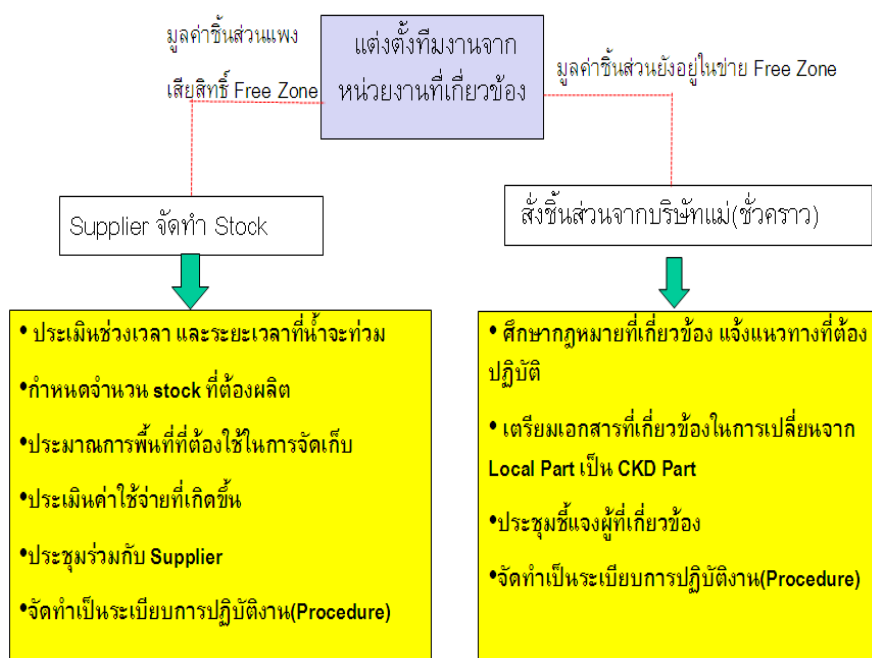 มูลค่าชิ้นส่วนแพง
เสียสิทธิ์ Free Zone
แต่งตั้งทีมงานจาก
หน่วยงานที่เกี่ยวข้อง
มูลค่าชิ้นส่วนยังอยู่ในข่าย Free Zone
Supplier จัดทำ Stock
สั่งชิ้นส่วนจากบริษัทแม่(ชั่วคราว)
• ประเมินช่วงเวลา และระยะเวลาที่น้ำจะท่วม
•กำหนดจำนวน stock ที่ต้องผลิต
•ประมาณการพื้นที่ที่ต้องใช้ในการจัดเก็บ
•ประเมินค่าใช้จ่ายที่เกิดขึ้น
•ประชุมร่วมกับ Supplier
•จัดทำเป็นระเบียบการปฏิบัติงาน(Procedure)
• ศึกษากฎหมายที่เกี่ยวข้อง แจ้งแนวทางที่ต้อง
ปฏิบัติ
• เตรียมเอกสารที่เกี่ยวข้องในการเปลี่ยนจาก
Local Part เป็น CKD Part
•ประชุมชี้แจงผู้ที่เกี่ยวข้อง
•จัดทำเป็นระเบียบการปฏิบัติงาน(Procedure)